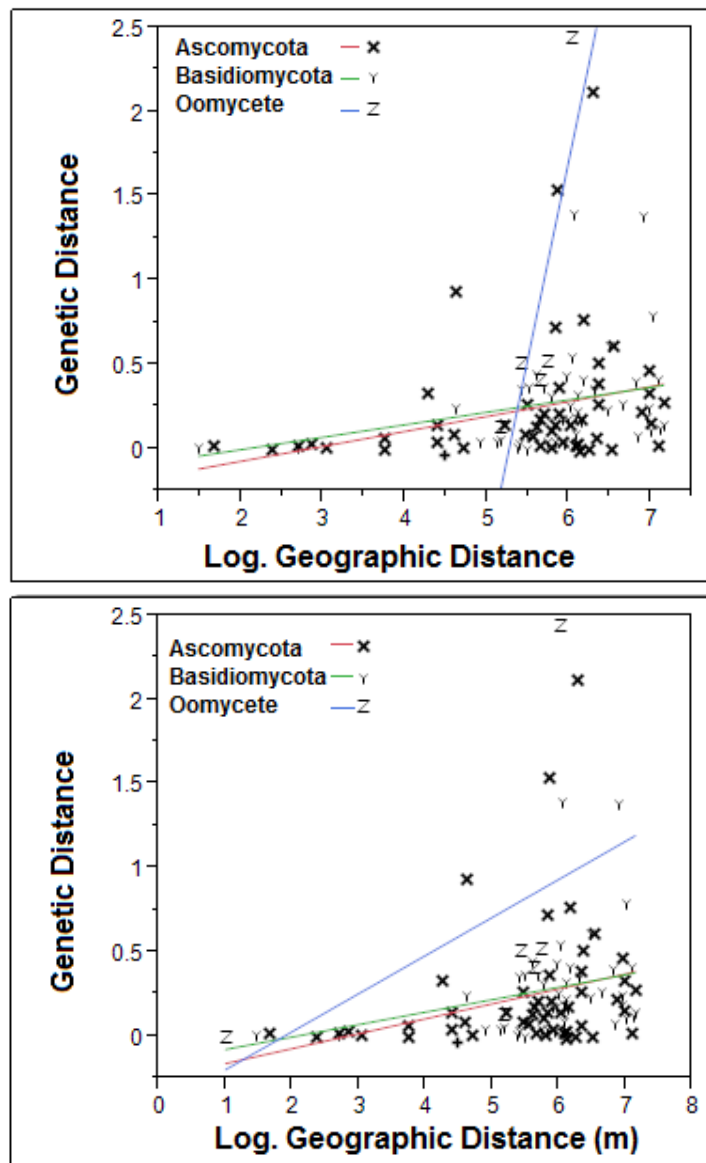 2.5
2
1.5
1
0.5
0
Genetic Distance
Ascomycota
Basidiomycota
Oomycete
1 2 3 4 5 6 7
Log. Geographic Distance
2.5
2
1.5
1
0.5
0
Genetic Distance
Ascomycota
Basidiomycota
Oomycete
0 1 2 3 4 5 6 7 8
Log. Geographic Distance (m)